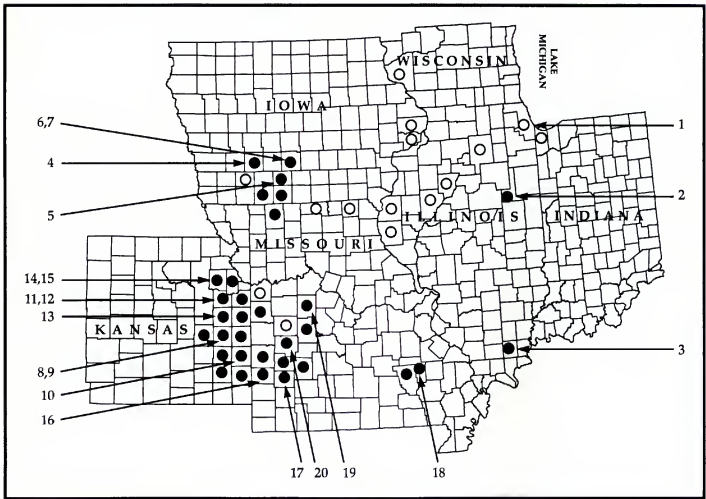 WISCONSIN
LAKE
MICHIGAN
IOWA
6,7
1
4
2
5
ILLINOIS
INDIANA
MISSOURI
14,15
11,12
13
KANSAS
8,9
3
10
16
17
20
19
18